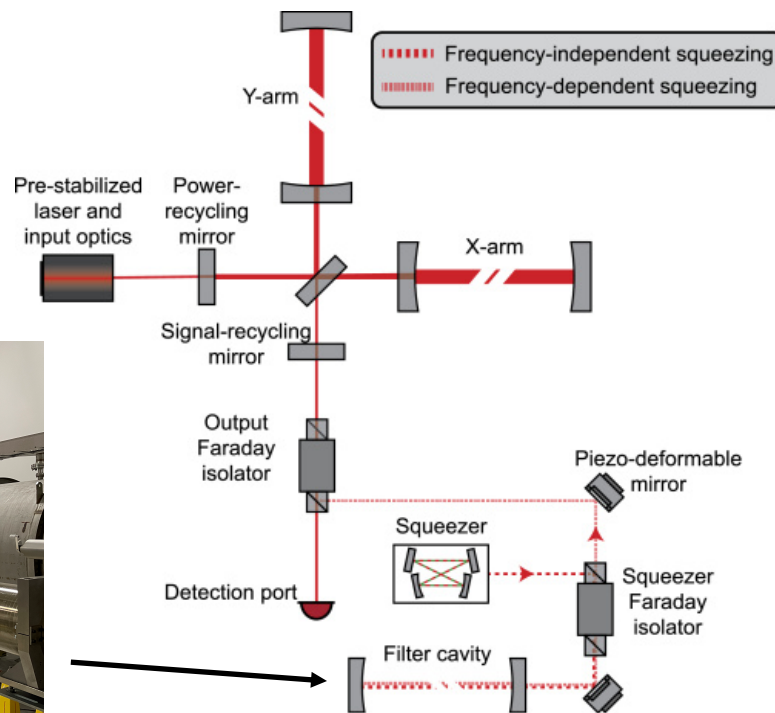 Frequency-independent squeezing
Frequency-dependent squeezing
Y-arm
Pre-stabilized
laser and
input optics
Power-
recycling
mirror
X-arm
Signal-recycling
mirror
Output
Faraday
isolator
Piezo-deformable
mirror
Squeezer
Squeezer
Faraday
isolator
Detection port
Filter cavity